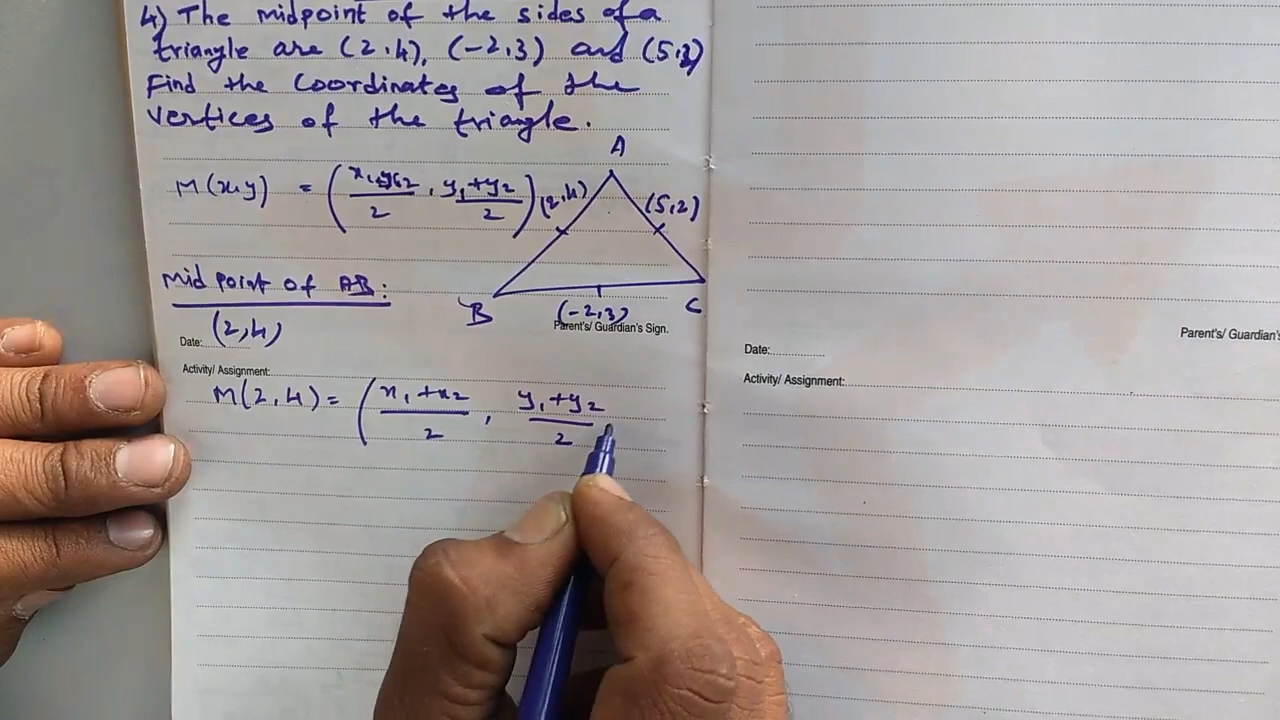 4) The midpoint of the sides of a
triangle are (2,4), (-2,3) and (5,2)
Find the coordinates of the
vertices of the triangle.
A
M(x,y) = (x₁+x₂/2, y₁+y₂/2)
(2,4)
(5,2)
B
(-2,3)
C
Midpoint of AB:
(2,4)
Parent's/ Guardian's Sign.
Date:
Activity/ Assignment:
M(2,4) = (x₁+x₂/2, y₁+y₂/2
Parent's/ Guardian's
Date:
Activity/ Assignment: